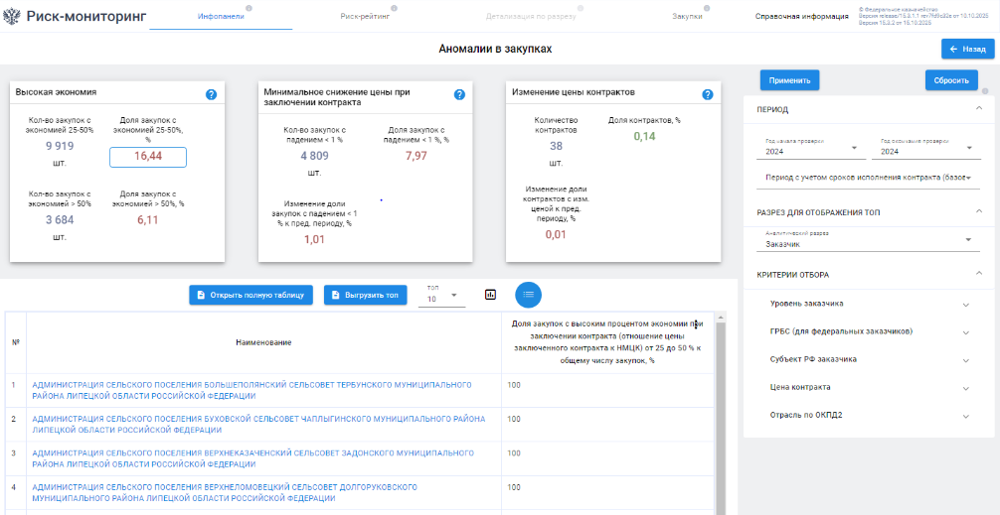 Риск-мониторинг
Инфопанели
Риск-рейтинг
Детализация по разрезу
Закупки
Справочная информация
© Федеральное казначейство
Версия 15.3.2 от 15.10.2025
Аномалии в закупках
Назад
Высокая экономия
?
Кол-во закупок с
экономией 25-50%
9 919
шт.
Доля закупок с
экономией 25-50%,
%
16,44
Кол-во закупок с
экономией > 50%
3 684
шт.
Доля закупок с
экономией > 50%, %
6,11
Минимальное снижение цены при
заключении контракта
?
Кол-во закупок с
падением < 1 %
4 809
шт.
Доля закупок с
падением < 1 %, %
7,97
Изменение доли
закупок с падением < 1
% к пред. периоду, %
1,01
Изменение цены контрактов
?
Количество
контрактов
38
шт.
Доля контрактов, %
0,14
Изменение доли
контрактов с изм.
ценой к пред.
периоду, %
0,01
Применить
Сбросить
ПЕРИОД
Год начала проверки
2024
Год окончания проверки
2024
Период с учетом сроков исполнения контракта (базов
РАЗРЕЗ ДЛЯ ОТОБРАЖЕНИЯ ТОП
Аналитический разрез
Заказчик
КРИТЕРИИ ОТБОРА
Уровень заказчика
ГРБС (для федеральных заказчиков)
Субъект РФ заказчика
Цена контракта
Отрасль по ОКПД2
Открыть полную таблицу
Выгрузить топ
ТОП
10
№
Наименование
Доля закупок с высоким процентом экономии при
заключении контракта (отношение цены
заключенного контракта к НМЦК) от 25 до 50 % к
общему числу закупок, %
1
АДМИНИСТРАЦИЯ СЕЛЬСКОГО ПОСЕЛЕНИЯ БОЛЬШЕПОЛЯНСКИЙ СЕЛЬСОВЕТ ТЕРБУНСКОГО МУНИЦИПАЛЬНОГО
РАЙОНА ЛИПЕЦКОЙ ОБЛАСТИ РОССИЙСКОЙ ФЕДЕРАЦИИ
100
2
АДМИНИСТРАЦИЯ СЕЛЬСКОГО ПОСЕЛЕНИЯ БУХОВСКОЙ СЕЛЬСОВЕТ ЧАПЛЫГИНСКОГО МУНИЦИПАЛЬНОГО РАЙОНА
ЛИПЕЦКОЙ ОБЛАСТИ РОССИЙСКОЙ ФЕДЕРАЦИИ
100
3
АДМИНИСТРАЦИЯ СЕЛЬСКОГО ПОСЕЛЕНИЯ ВЕРХНЕКАЗАЧЕНСКИЙ СЕЛЬСОВЕТ ЗАДОНСКОГО МУНИЦИПАЛЬНОГО
РАЙОНА ЛИПЕЦКОЙ ОБЛАСТИ РОССИЙСКОЙ ФЕДЕРАЦИИ
100
4
АДМИНИСТРАЦИЯ СЕЛЬСКОГО ПОСЕЛЕНИЯ ВЕРХНЕЛОМОВЕЦКИЙ СЕЛЬСОВЕТ ДОЛГОРУКОВСКОГО
МУНИЦИПАЛЬНОГО РАЙОНА ЛИПЕЦКОЙ ОБЛАСТИ РОССИЙСКОЙ ФЕДЕРАЦИИ
100